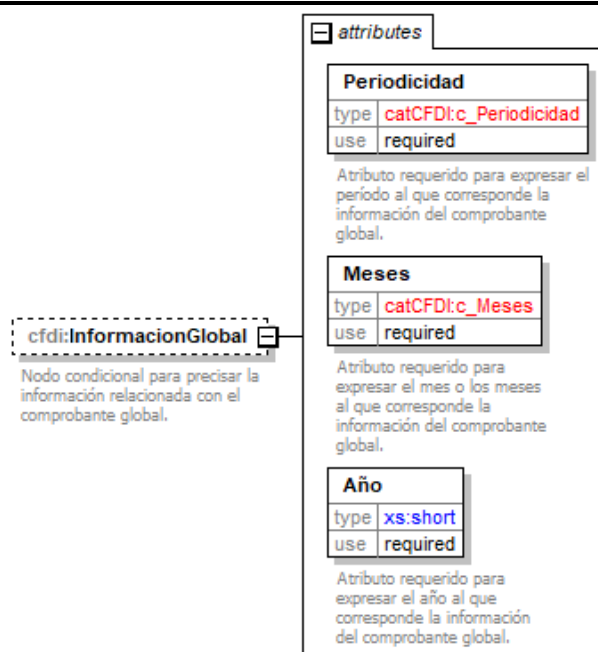 attributes
Periodicidad
type catCFDI:c_Periodicidad
use required
Atributo requerido para expresar el
período al que corresponde la
información del comprobante
global.
Meses
type catCFDI:c_Meses
use required
Atributo requerido para
expresar el mes o los meses
al que corresponde la
información del comprobante
global.
cfdi:InformacionGlobal
Nodo condicional para precisar la
información relacionada con el
comprobante global.
Año
type xs:short
use required
Atributo requerido para
expresar el año al que
corresponde la información
del comprobante global.